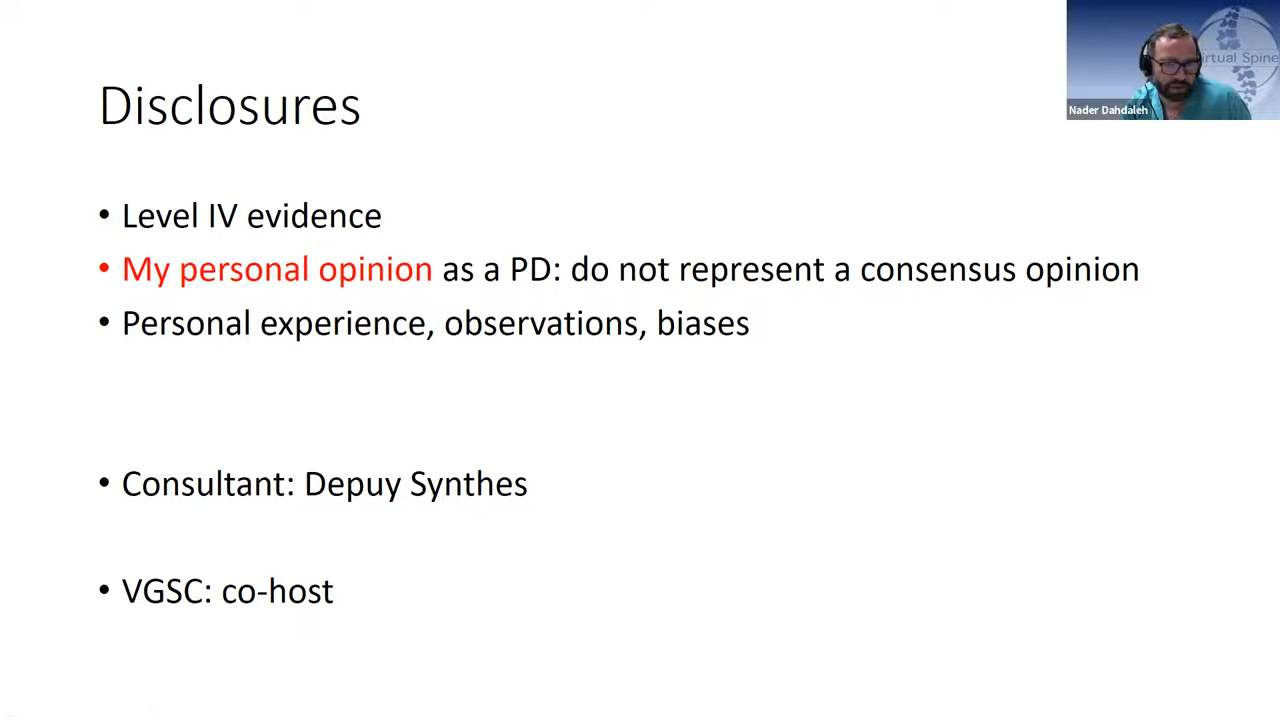 Disclosures
• Level IV evidence
• My personal opinion as a PD: do not represent a consensus opinion
• Personal experience, observations, biases
• Consultant: Depuy Synthes
• VGSC: co-host
irtual Spine
Nader Dahdaleh